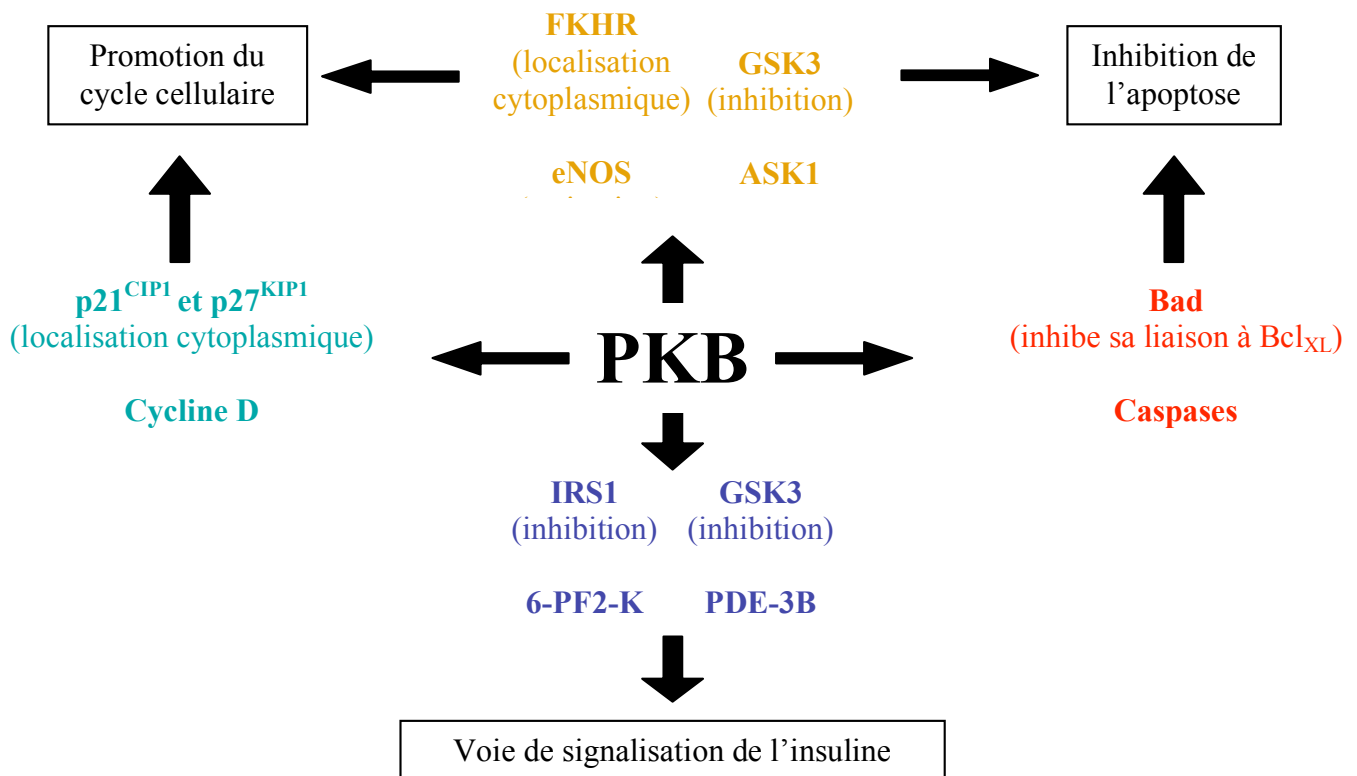 Promotion du
cycle cellulaire
FKHR
(localisation
cytoplasmique)
GSK3
(inhibition)
Inhibition de
l’apoptose
eNOS
ASK1
p21CIP1 et p27KIP1
(localisation cytoplasmique)
Cycline D
PKB
Bad
(inhibe sa liaison à BclXL)
Caspases
IRS1
(inhibition)
GSK3
(inhibition)
6-PF2-K
PDE-3B
Voie de signalisation de l’insuline